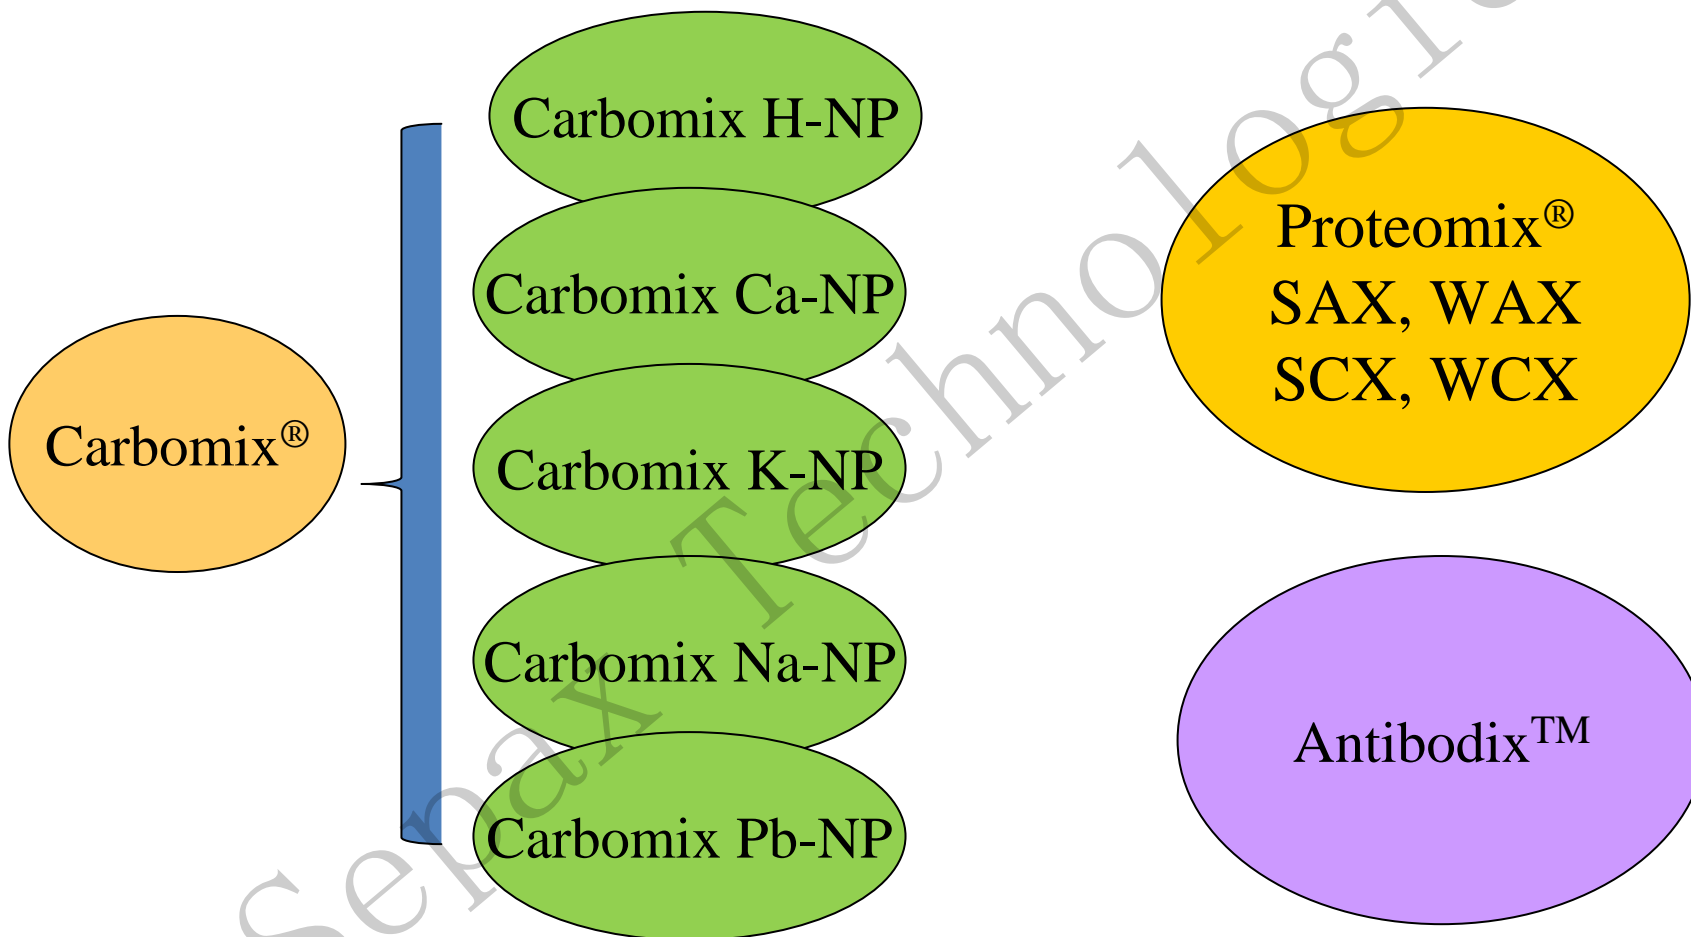 Carbomix®
Carbomix H-NP
Carbomix Ca-NP
Carbomix K-NP
Carbomix Na-NP
Carbomix Pb-NP
Proteomix®
SAX, WAX
SCX, WCX
Antibodix™
Sepax Technologi